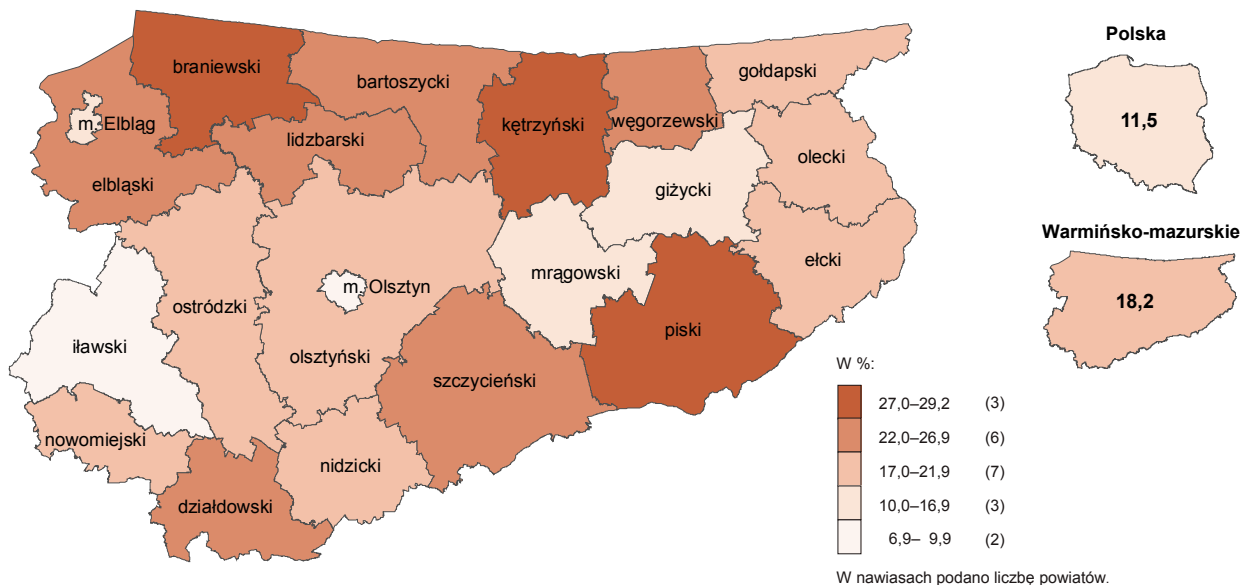 braniewski
bartoszycki
gołdapski
m. Elbląg
kętrzyński
węgorzewski
lidzbarski
olecki
elbląski
giżycki
ełcki
mrągowski
m. Olsztyn
ostródzki
piski
iławski
olsztyński
szczycieński
nowomiejski
nidzicki
działdowski
Polska
11,5
Warmińsko-mazurskie
18,2
W %:
27,0–29,2 (3)
22,0–26,9 (6)
17,0–21,9 (7)
10,0–16,9 (3)
6,9– 9,9 (2)
W nawiasach podano liczbę powiatów.